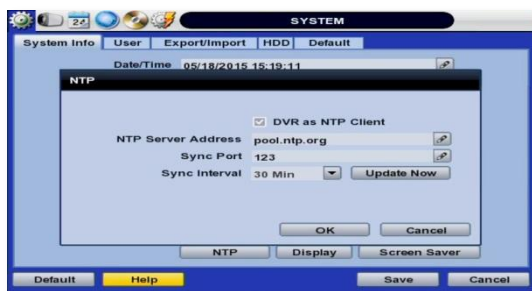 24
SYSTEM
System Info User Export/Import HDD Default
Date/Time 05/18/2015 15:19:11
NTP
DVR as NTP Client
NTP Server Address pool.ntp.org
Sync Port 123
Sync Interval 30 Min Update Now
OK Cancel
NTP Display Screen Saver
Default Help Save Cancel